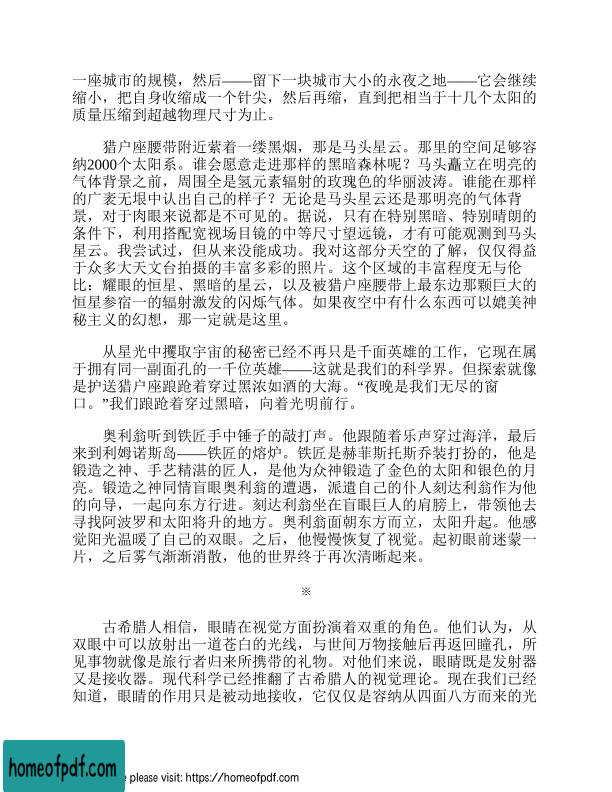 一座城市的规模，然后——留下一块城市大小的永夜之地——它会继续
缩小，把自身收缩成一个针尖，然后再缩，直到把相当于十几个太阳的
质量压缩到超越物理尺寸为止。
猎户座腰带附近萦着一缕黑烟，那是马头星云。那里的空间足够容
纳2000个太阳系。谁会愿意走进那样的黑暗森林呢？马头矗立在明亮的
气体背景之前，周围全是氢元素辐射的玫瑰色的华丽波涛。谁能在那样
的广袤无垠中认出自己的样子？无论是马头星云还是那明亮的气体背
景，对于肉眼来说都是不可见的。据说，只有在特别黑暗、特别晴朗的
条件下，利用搭配宽视场目镜的中等尺寸望远镜，才有可能观测到马头
星云。我尝试过，但从来没能成功。我对这部分天空的了解，仅仅得益
于众多大天文台拍摄的丰富多彩的照片。这个区域的丰富程度无与伦
比：耀眼的恒星、黑暗的星云，以及被猎户座腰带上最东边那颗巨大的
恒星参宿一的辐射激发的闪烁气体。如果夜空中有什么东西可以媲美神
秘主义的幻想，那一定就是这里。
从星光中攫取宇宙的秘密已经不再只是千面英雄的工作，它现在属
于拥有同一副面孔的一千位英雄——这就是我们的科学界。但探索就像
是护送猎户座踉跄着穿过黑浓如酒的大海。“夜晚是我们无尽的窗
口。”我们踉跄着穿过黑暗，向着光明前行。
奥利翁听到铁匠手中锤子的敲打声。他跟随着乐声穿过海洋，最后
来到利姆诺斯岛——铁匠的熔炉。铁匠是赫菲斯托斯乔装打扮的，他是
锻造之神、手艺精湛的匠人，是他为众神锻造了金色的太阳和银色的月
亮。锻造之神同情盲眼奥利翁的遭遇，派遣自己的仆人刻达利翁作为他
的向导，一起向东方行进。刻达利翁坐在盲眼巨人的肩膀上，带领他去
寻找阿波罗和太阳将升的地方。奥利翁面朝东方而立，太阳升起。他感
觉阳光温暖了自己的双眼。之后，他慢慢恢复了视觉。起初眼前迷蒙一
片，之后雾气渐渐消散，他的世界终于再次清晰起来。
※
古希腊人相信，眼睛在视觉方面扮演着双重的角色。他们认为，从
双眼中可以放射出一道苍白的光线，与世间万物接触后再返回瞳孔，所
见事物就像是旅行者归来所携带的礼物。对他们来说，眼睛既是发射器
又是接收器。现代科学已经推翻了古希腊人的视觉理论。现在我们已经
知道，眼睛的作用只是被动地接收，它仅仅是容纳从四面八方而来的光
homeofpdf.com
please visit: https://homeofpdf.com